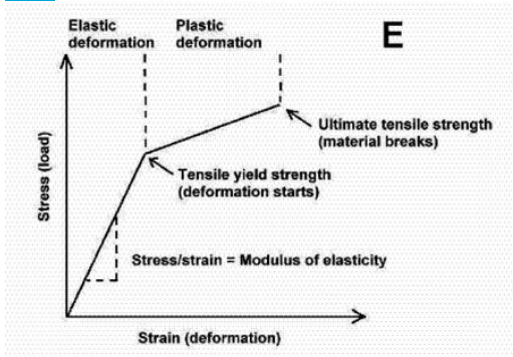 Elastic
deformation
Plastic
deformation
E
Ultimate tensile strength
(material breaks)
Tensile yield strength
(deformation starts)
Stress/strain = Modulus of elasticity
Stress (load)
Strain (deformation)